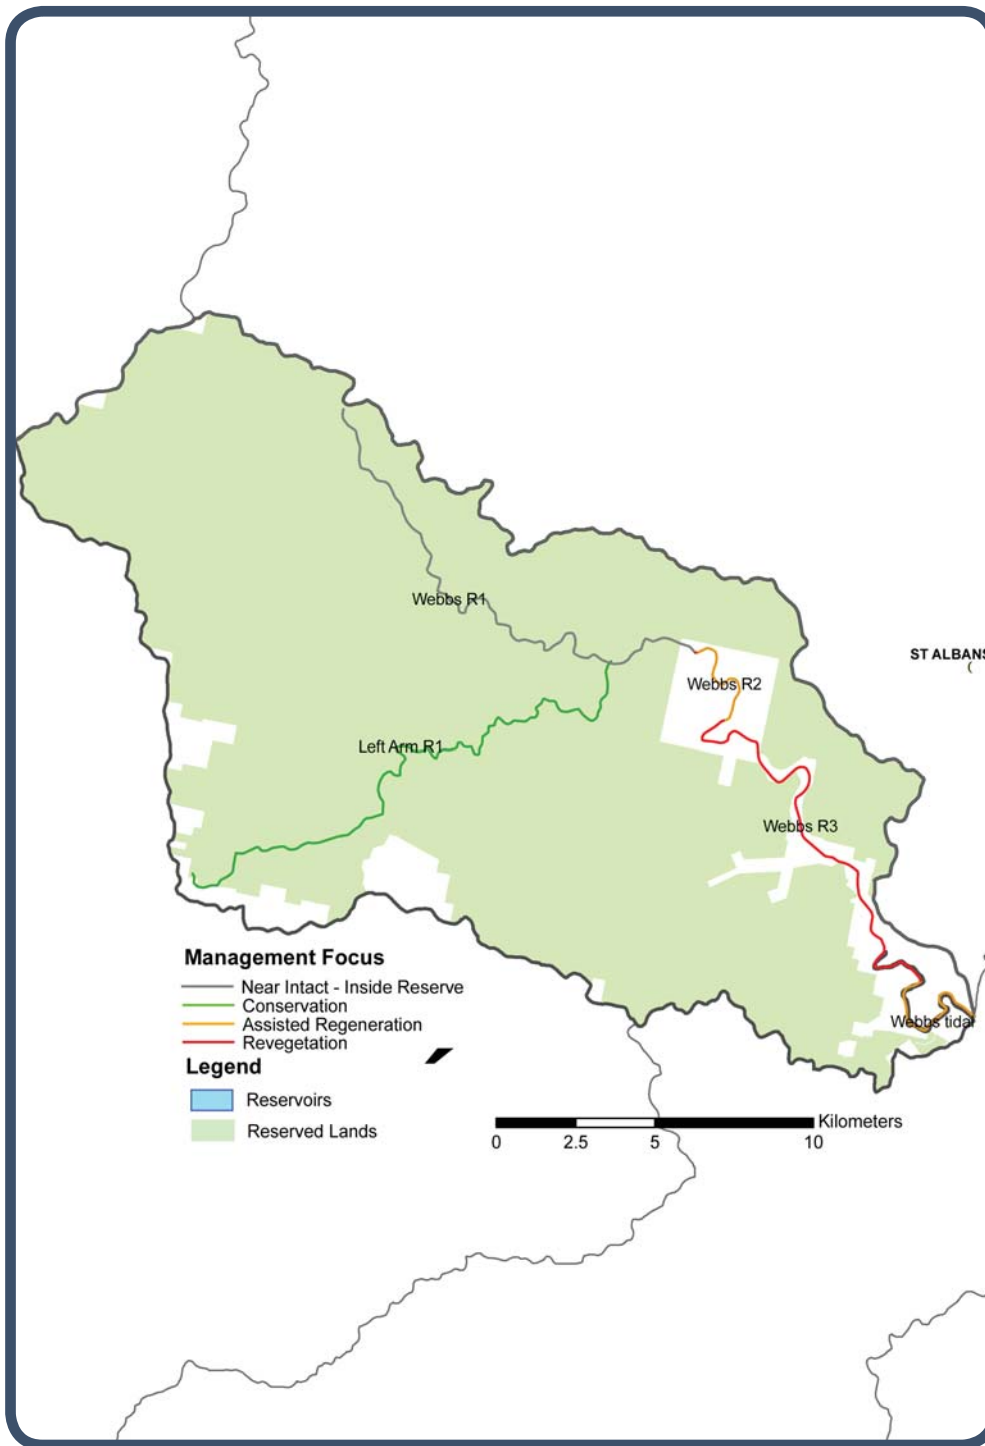 Webbs R1
ST ALBANS
Webbs R2
Left Arm R1
Webbs R3
Management Focus
Near Intact - Inside Reserve
Conservation
Assisted Regeneration
Revegetation
Webbs tidal
Legend
Reservoirs
Reserved Lands
Kilometers
0 2.5 5 10